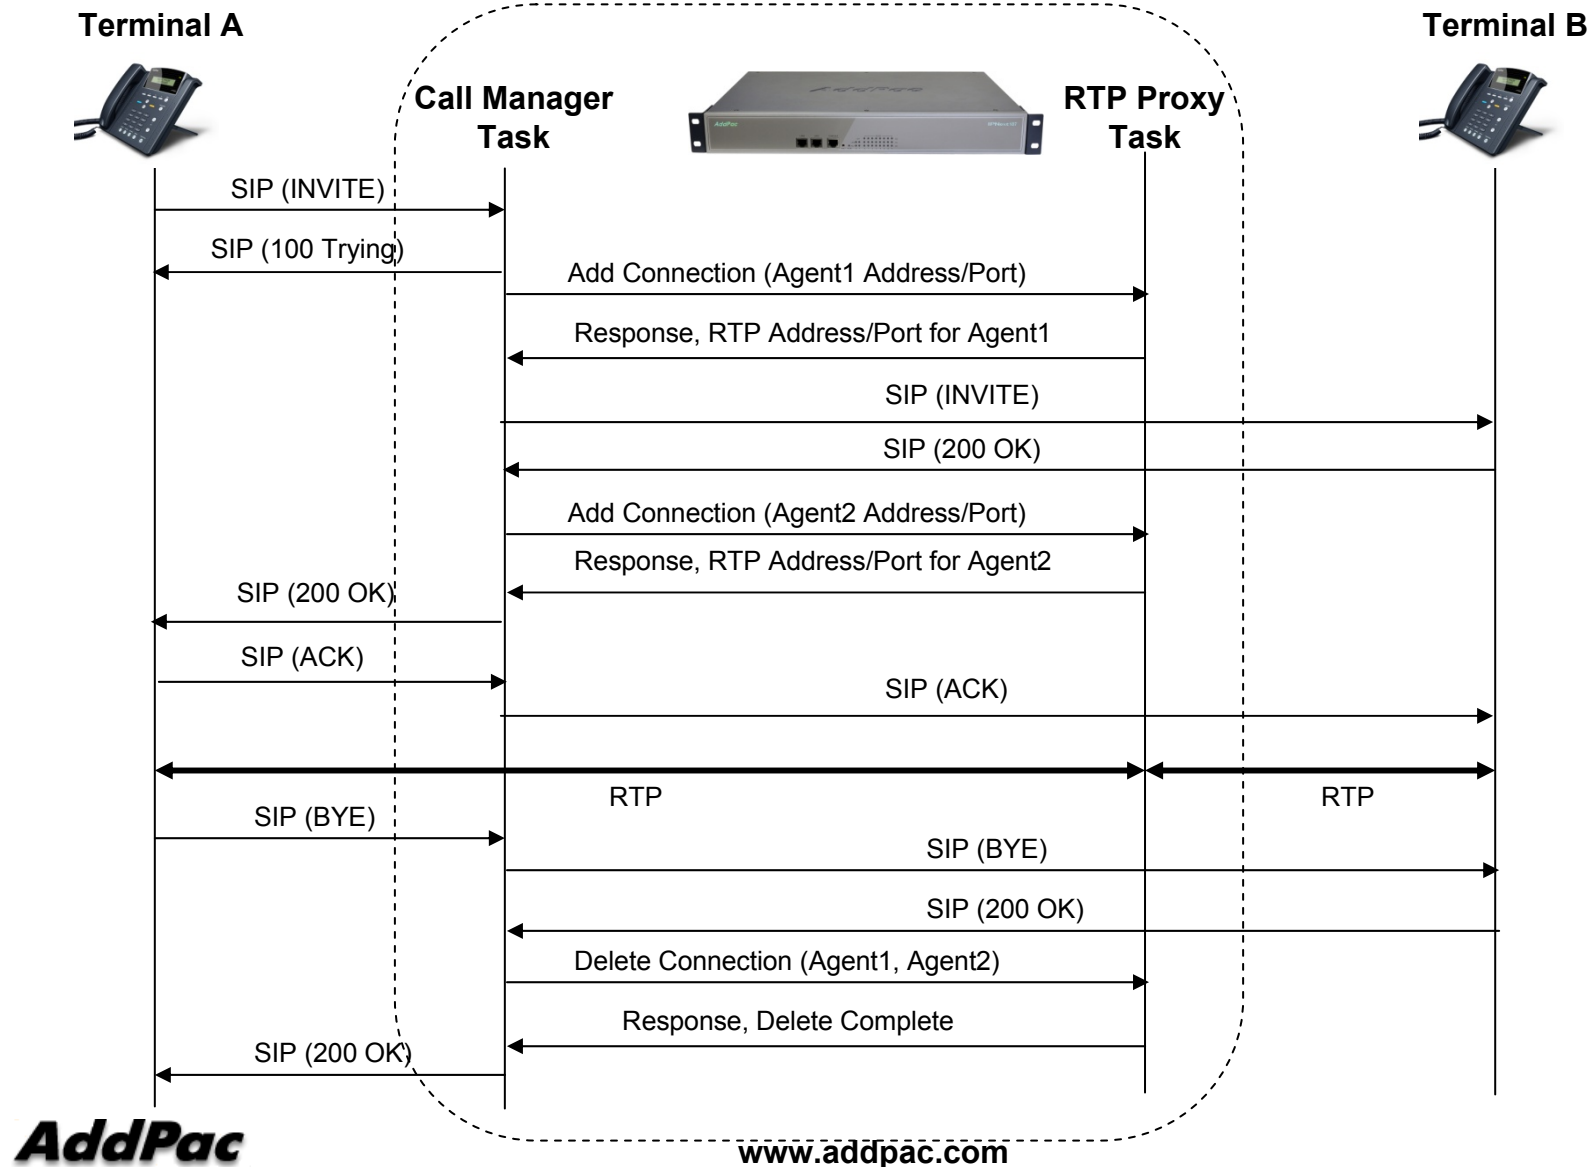 Terminal A
Terminal B
Call Manager
Task
AddPac
AddPac
RTP Proxy
Task
SIP (INVITE)
SIP (100 Trying)
Add Connection (Agent1 Address/Port)
Response, RTP Address/Port for Agent1
SIP (INVITE)
SIP (200 OK)
Add Connection (Agent2 Address/Port)
Response, RTP Address/Port for Agent2
SIP (200 OK)
SIP (ACK)
SIP (ACK)
RTP
RTP
SIP (BYE)
SIP (BYE)
SIP (200 OK)
Delete Connection (Agent1, Agent2)
Response, Delete Complete
SIP (200 OK)
AddPac
www.addpac.com